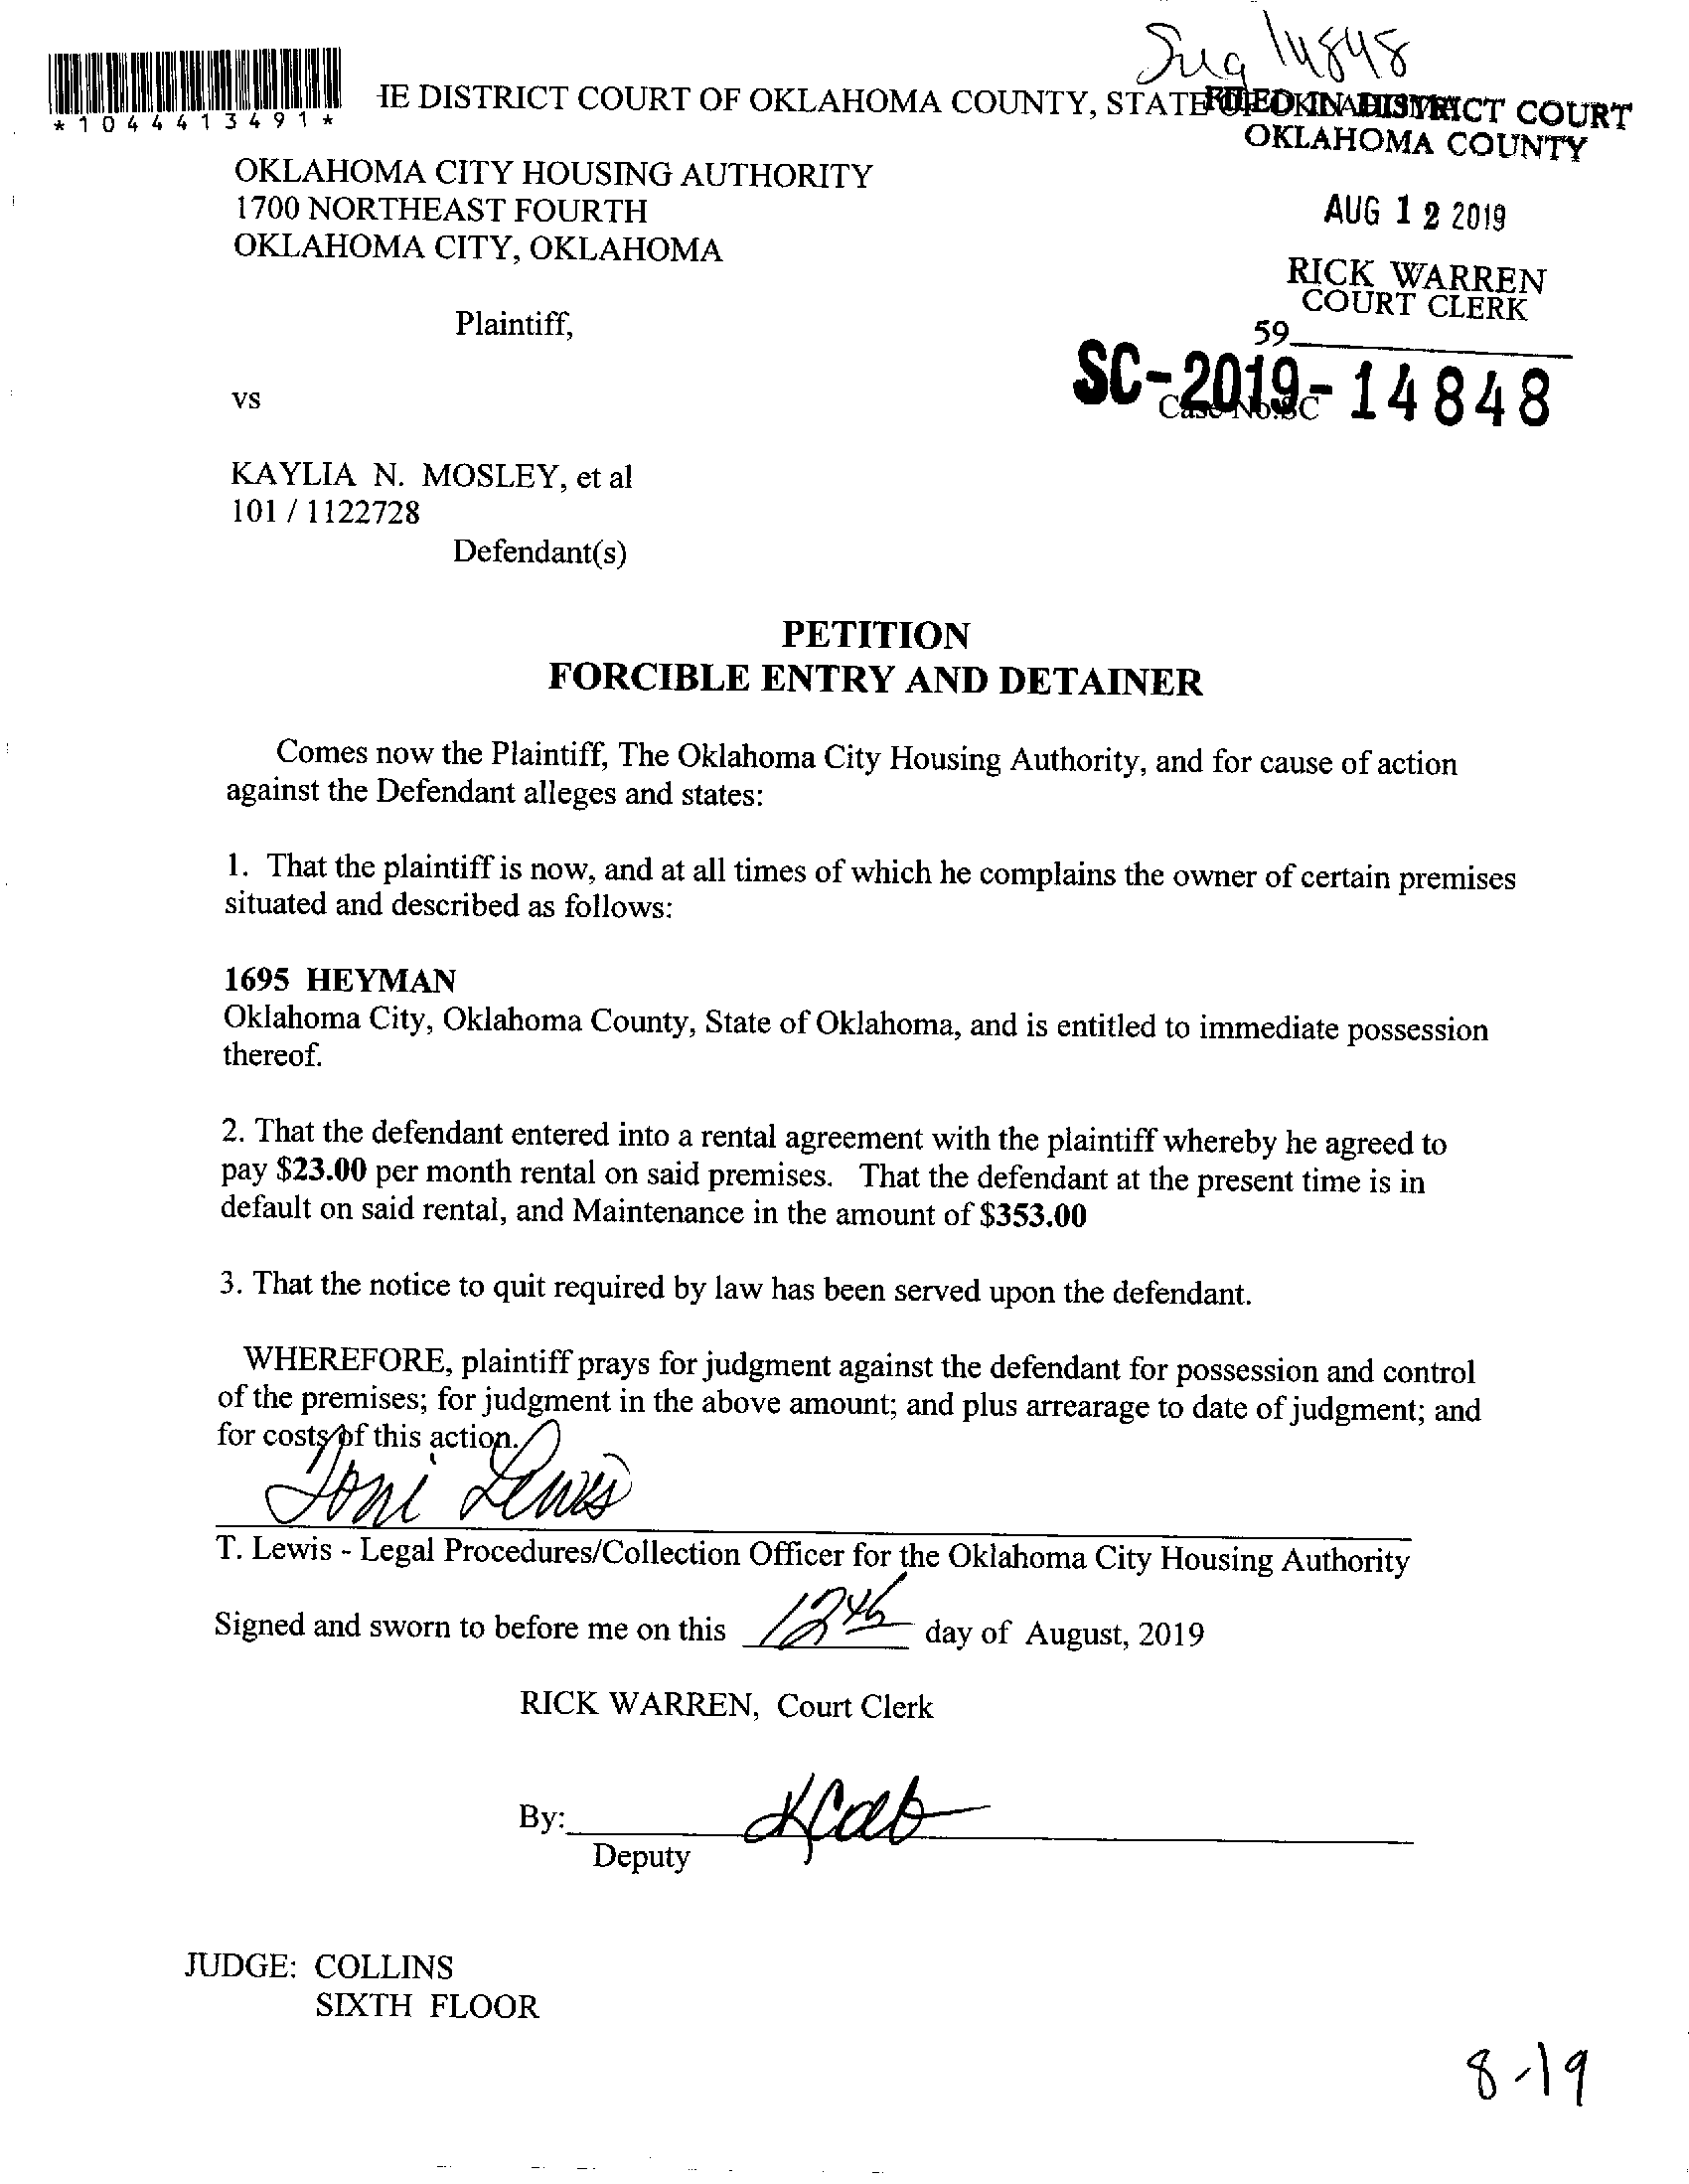 14848
*1044413491*
IE DISTRICT COURT OF OKLAHOMA COUNTY, STATE
FILED IN DISTRICT COURT
OKLAHOMA COUNTY
OKLAHOMA CITY HOUSING AUTHORITY
1700 NORTHEAST FOURTH
OKLAHOMA CITY, OKLAHOMA
AUG 12 2019
RICK WARREN
COURT CLERK
59
Plaintiff,
SC-2019-14848
Case No. SC
vs
KAYLIA N. MOSLEY, et al
101 / 1122728
Defendant(s)
PETITION
FORCIBLE ENTRY AND DETAINER
Comes now the Plaintiff, The Oklahoma City Housing Authority, and for cause of action
against the Defendant alleges and states:
1. That the plaintiff is now, and at all times of which he complains the owner of certain premises
situated and described as follows:
1695 HEYMAN
Oklahoma City, Oklahoma County, State of Oklahoma, and is entitled to immediate possession
thereof.
2. That the defendant entered into a rental agreement with the plaintiff whereby he agreed to
pay $23.00 per month rental on said premises. That the defendant at the present time is in
default on said rental, and Maintenance in the amount of $353.00
3. That the notice to quit required by law has been served upon the defendant.
WHEREFORE, plaintiff prays for judgment against the defendant for possession and control
of the premises; for judgment in the above amount; and plus arrearage to date of judgment; and
for costs of this action.
Toni Lewis
T. Lewis - Legal Procedures/Collection Officer for the Oklahoma City Housing Authority
Signed and sworn to before me on this 12th day of August, 2019
RICK WARREN, Court Clerk
By:
Deputy
JUDGE: COLLINS
SIXTH FLOOR
8-19